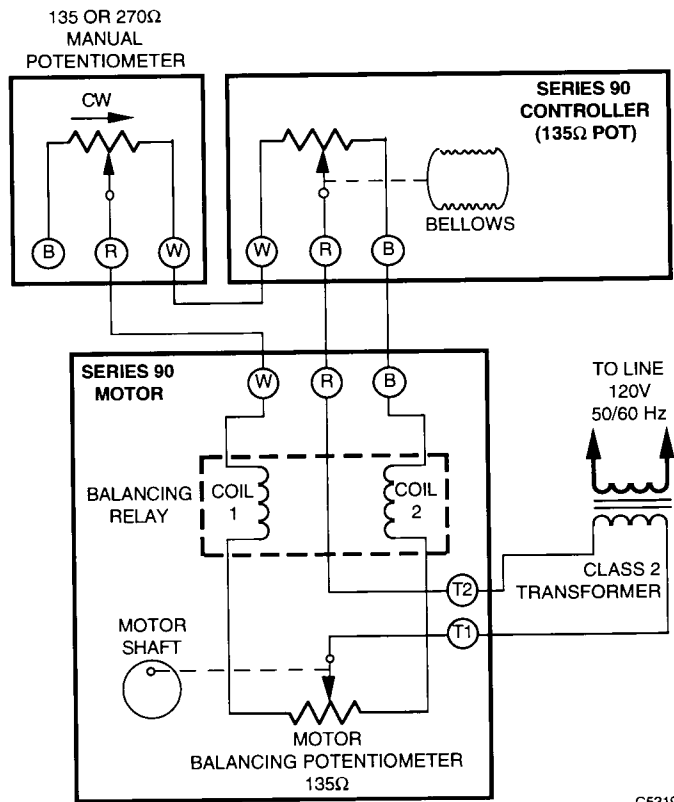 135 OR 270Ω
MANUAL
POTENTIOMETER
CW
B
R
W
SERIES 90
CONTROLLER
(135Ω POT)
BELLOWS
W
R
B
SERIES 90
MOTOR
W
R
B
TO LINE
120V
50/60 Hz
BALANCING
RELAY
COIL
1
COIL
2
CLASS 2
TRANSFORMER
T2
T1
MOTOR
SHAFT
MOTOR
BALANCING POTENTIOMETER
135Ω